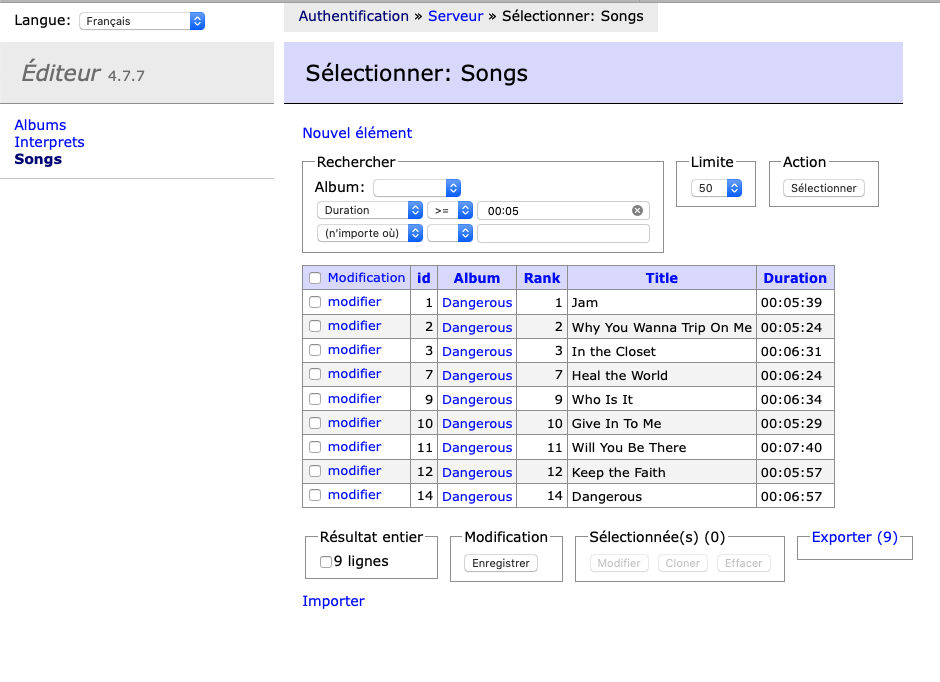 Langue: Français
Authentification » Serveur » Sélectionner: Songs
Éditeur 4.7.7
Sélectionner: Songs
Albums
Interprets
Songs
Nouvel élément
Rechercher
Album:
Duration >= 00:05
(n'importe où)
Limite
50
Action
Sélectionner
Modification id Album Rank Title Duration
modifier 1 Dangerous 1 Jam 00:05:39
modifier 2 Dangerous 2 Why You Wanna Trip On Me 00:05:24
modifier 3 Dangerous 3 In the Closet 00:06:31
modifier 7 Dangerous 7 Heal the World 00:06:24
modifier 9 Dangerous 9 Who Is It 00:06:34
modifier 10 Dangerous 10 Give In To Me 00:05:29
modifier 11 Dangerous 11 Will You Be There 00:07:40
modifier 12 Dangerous 12 Keep the Faith 00:05:57
modifier 14 Dangerous 14 Dangerous 00:06:57
Résultat entier
9 lignes
Modification
Enregistrer
Sélectionnée(s) (0)
Modifier Cloner Effacer
Exporter (9)
Importer